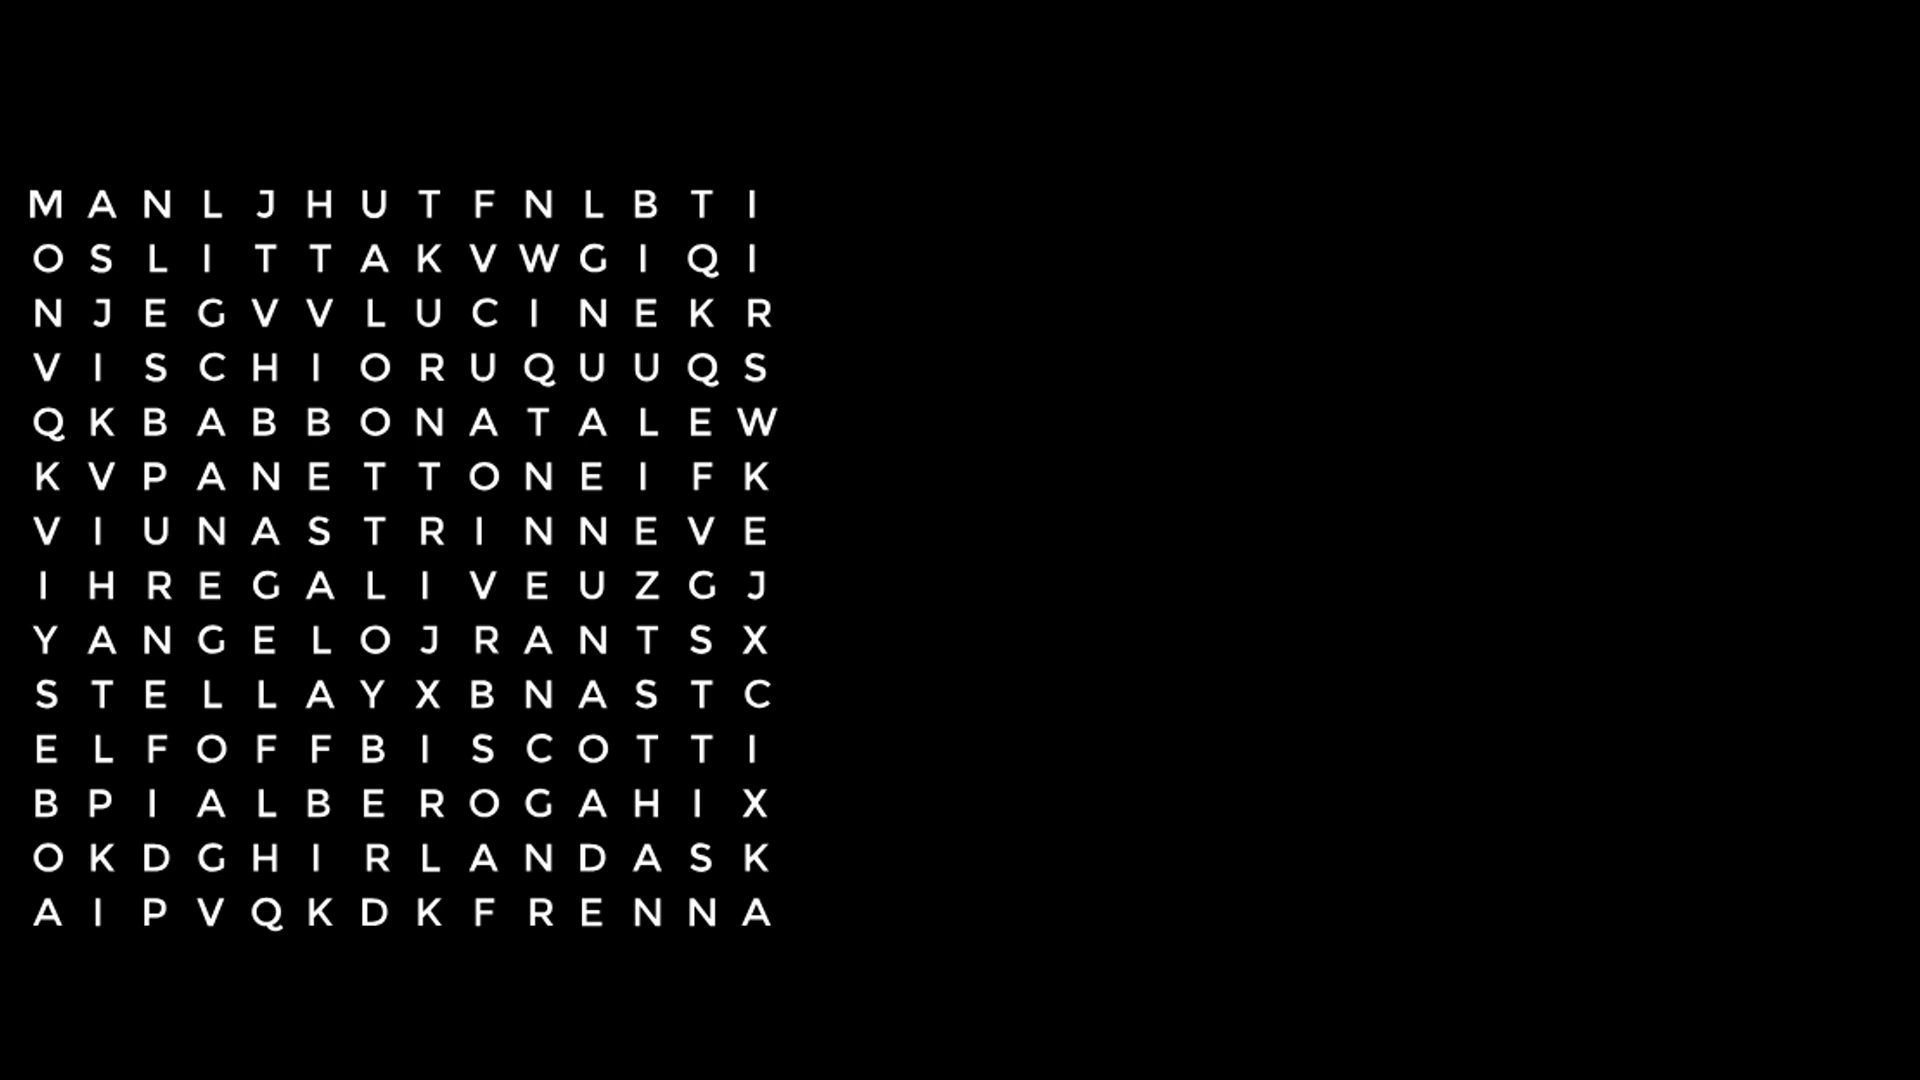 M A N L J H U T F N L B T I
O S L I T T A K V W G I Q I
N J E G V V L U C I N E K R
V I S C H I O R U Q U U Q S
Q K B A B B O N A T A L E W
K V P A N E T T O N E I F K
V I U N A S T R I N N E V E
I H R E G A L I V E U Z G J
Y A N G E L O J R A N T S X
S T E L L A Y X B N A S T C
E L F O F F B I S C O T T I
B P I A L B E R O G A H I X
O K D G H I R L A N D A S K
A I P V Q K D K F R E N N A